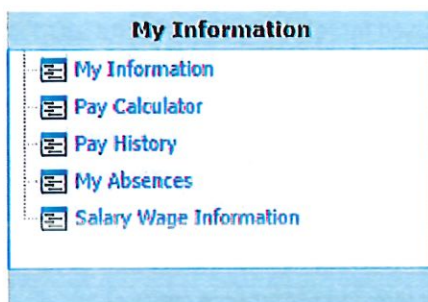 My Information
My Information
Pay Calculator
Pay History
My Absences
Salary Wage Information